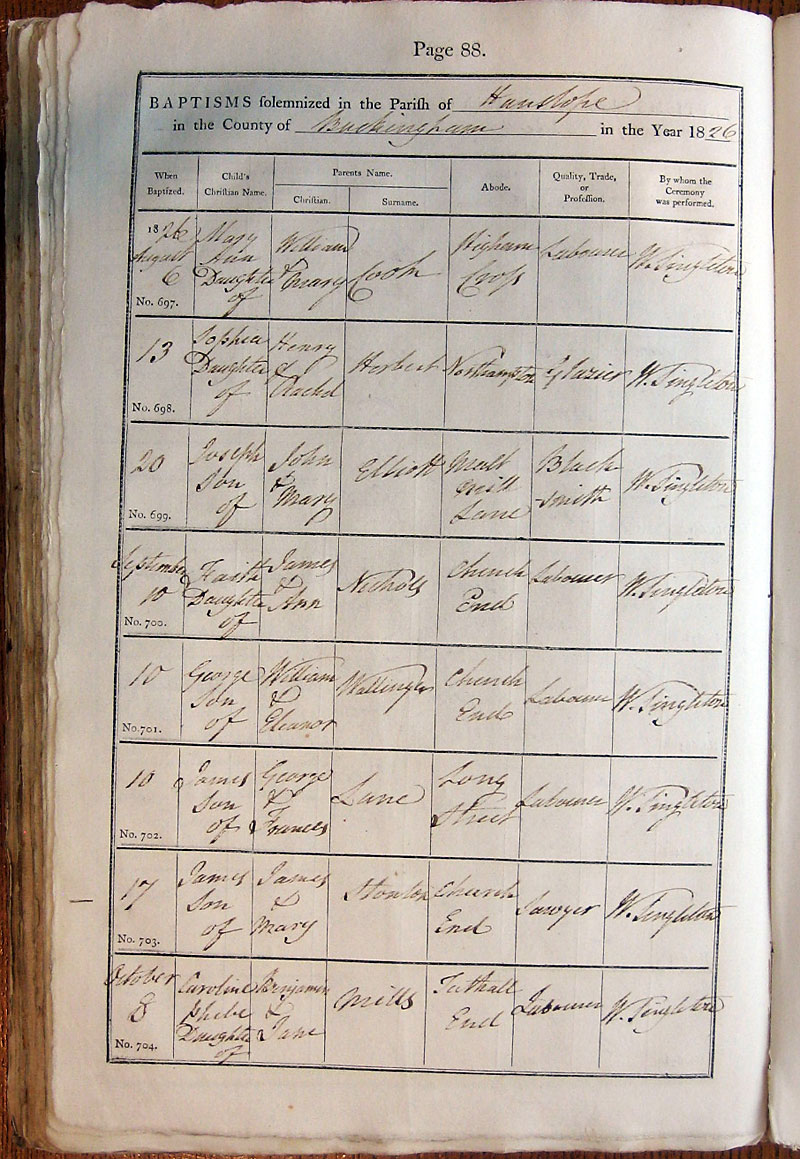 Page 88.
BAPTISMS solemnized in the Parish of Hanslope
in the County of Buckingham in the Year 1826
When Baptized. Child's Christian Name. Parents Name. Christian. Surname. Abode. Quality, Trade, or Profession. By whom the Ceremony was performed.
1826 August 6 No. 697. Mary Ann Daughter of William & Mary Cook Higham Cross Labourer W. Singleton
13 No. 698. Sophia Daughter of Henry & Rachel Herbert Northampton Glazier W. Singleton
20 No. 699. Joseph Son of John & Mary Elliott Malt Mill Lane Black-smith W. Singleton
September 10 No. 700. Faith Daughter of James & Ann Nichols Church End Labourer W. Singleton
10 No. 701. George Son of William & Eleanor Wallinger Church End Labourer W. Singleton
10 No. 702. James Son of George & Frances Lane Long Street Labourer W. Singleton
17 No. 703. James Son of James & Mary Stonton Church End Sawyer W. Singleton
October 8 No. 704. Caroline Phebe Daughter of Benjamin & Jane Mills Tathall End Labourer W. Singleton